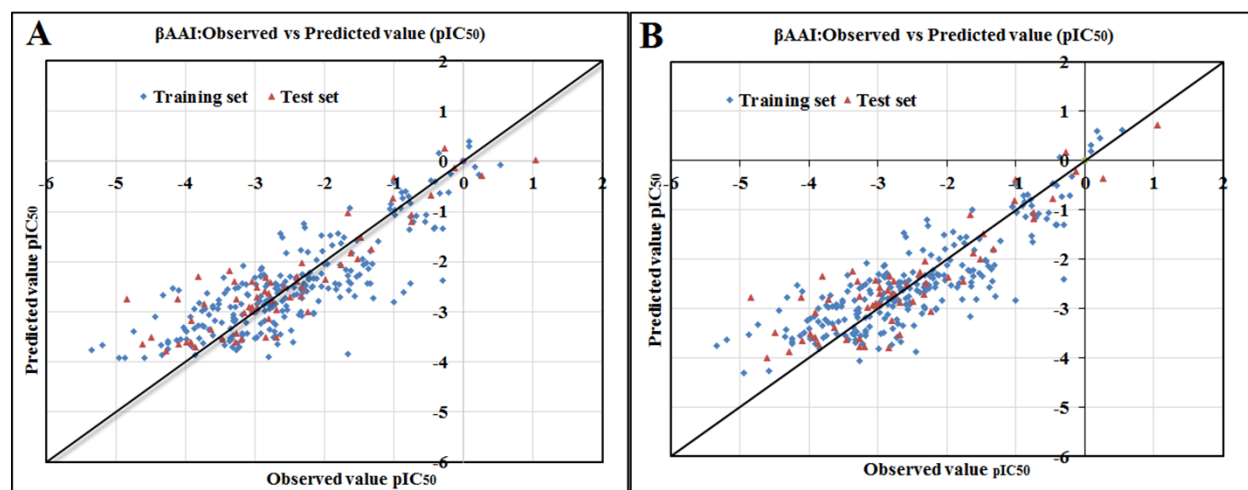 A
βAAI:Observed vs Predicted value (pIC50)
Training set
Test set
2
1
0
-6 -5 -4 -3 -2 -1 0 1 2
-1
-2
-3
-4
-5
-6
Predicted value pIC50
Observed value pIC50
B
βAAI:Observed vs Predicted value (pIC50)
Training set
Test set
2
1
0
-6 -5 -4 -3 -2 -1 0 1 2
-1
-2
-3
-4
-5
-6
Predicted value pIC50
Observed value pIC50